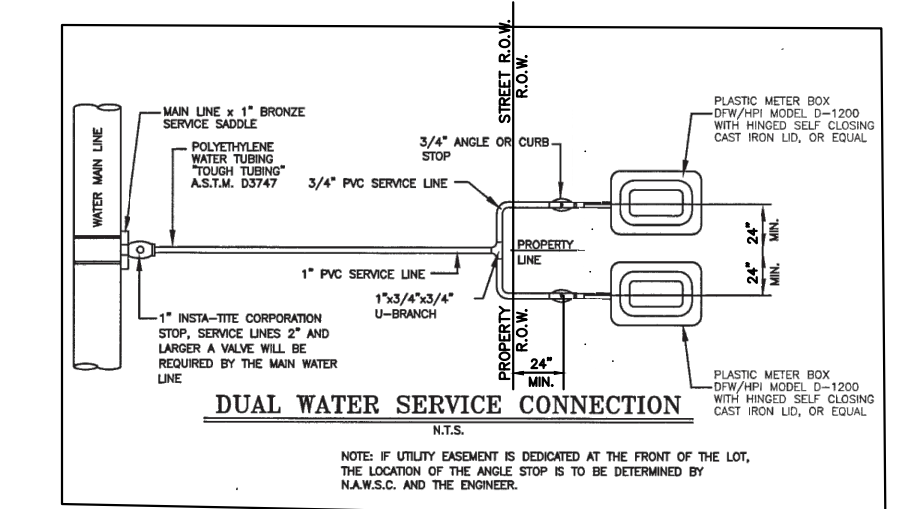 STREET R.O.W.
R.O.W.
MAIN LINE x 1" BRONZE
SERVICE SADDLE
WATER MAIN LINE
POLYETHYLENE
WATER TUBING
"TOUGH TUBING"
A.S.T.M. D3747
3/4" ANGLE OR CURB
STOP
3/4" PVC SERVICE LINE
PLASTIC METER BOX
DFW/HPI MODEL D-1200
WITH HINGED SELF CLOSING
CAST IRON LID, OR EQUAL
24"
MIN.
24"
MIN.
PROPERTY
LINE
1" PVC SERVICE LINE
1"x3/4"x3/4"
U-BRANCH
1" INSTA-TITE CORPORATION
STOP, SERVICE LINES 2" AND
LARGER A VALVE WILL BE
REQUIRED BY THE MAIN WATER
LINE
PROPERTY
R.O.W.
24"
MIN.
PLASTIC METER BOX
DFW/HPI MODEL D-1200
WITH HINGED SELF CLOSING
CAST IRON LID, OR EQUAL
DUAL WATER SERVICE CONNECTION
N.T.S.
NOTE: IF UTILITY EASEMENT IS DEDICATED AT THE FRONT OF THE LOT,
THE LOCATION OF THE ANGLE STOP IS TO BE DETERMINED BY
N.A.W.S.C. AND THE ENGINEER.